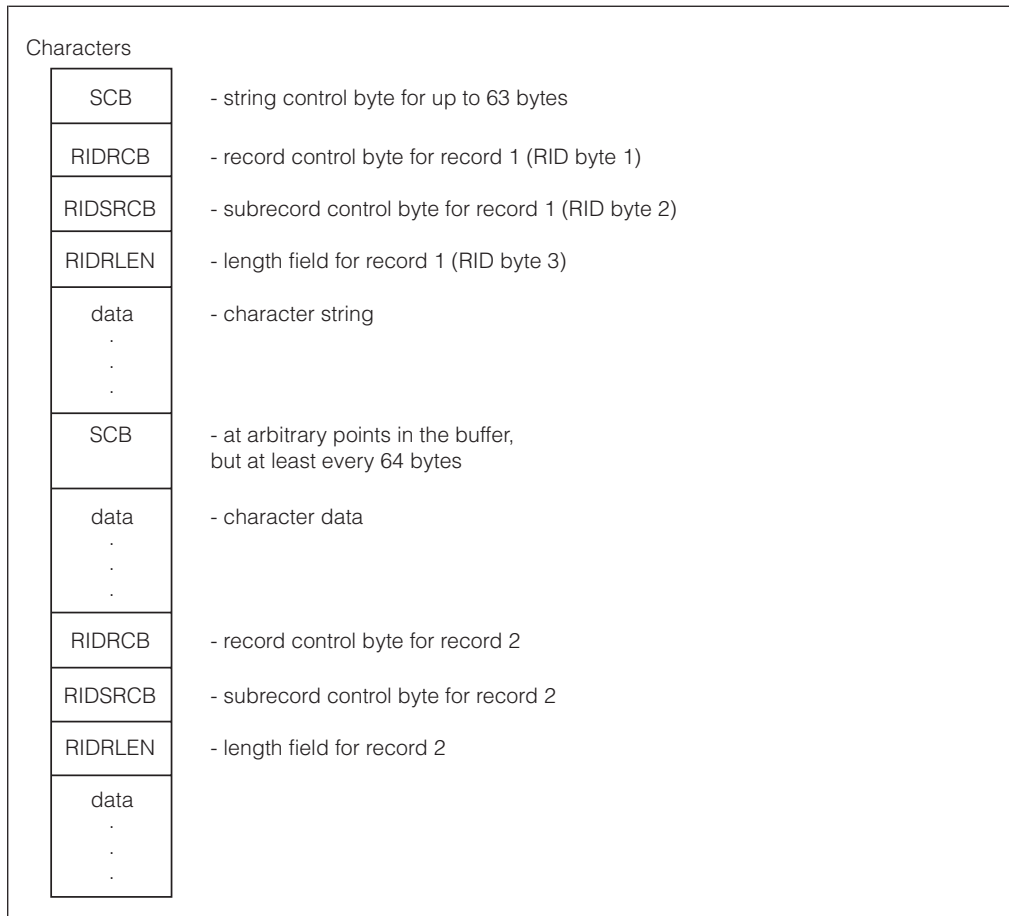 Characters
SCB - string control byte for up to 63 bytes
RIDRCB - record control byte for record 1 (RID byte 1)
RIDSRCB - subrecord control byte for record 1 (RID byte 2)
RIDRLEN - length field for record 1 (RID byte 3)
data - character string
.
.
.
SCB - at arbitrary points in the buffer,
but at least every 64 bytes
data - character data
.
.
.
RIDRCB - record control byte for record 2
RIDSRCB - subrecord control byte for record 2
RIDRLEN - length field for record 2
data
.
.
.